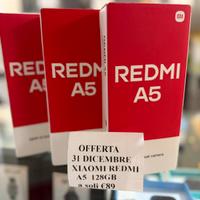 REDMI
A5
REDMI
A5
REDMI
A5
OFFERTA
31 DICEMBRE
XIAOMI REDMI
A5 128GB
a soli €89